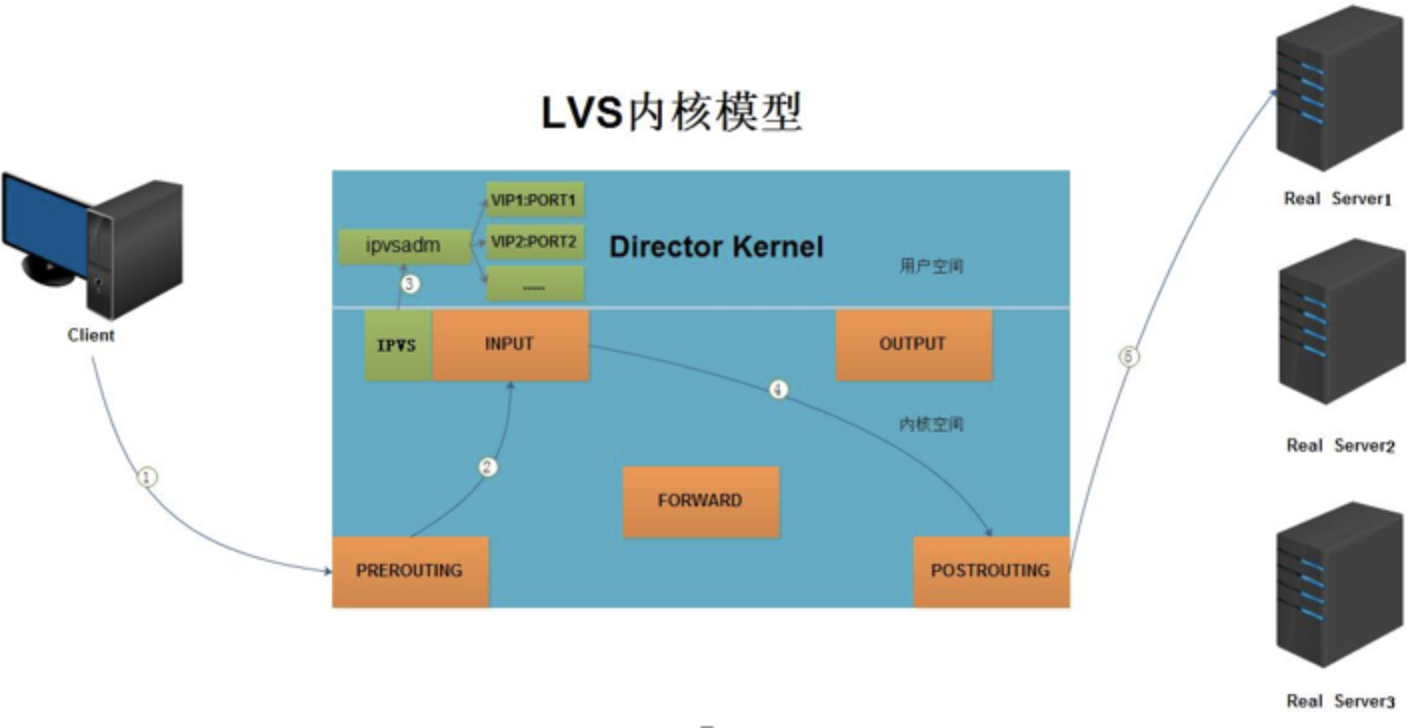 LVS内核模型
VIP1:PORT1
ipvsadm
VIP2:PORT2
Director Kernel
用户空间
......
③
Client
IPVS
INPUT
OUTPUT
④
⑤
内核空间
①
②
FORWARD
PREROUTING
POSTROUTING
Real Server1
Real Server2
Real Server3